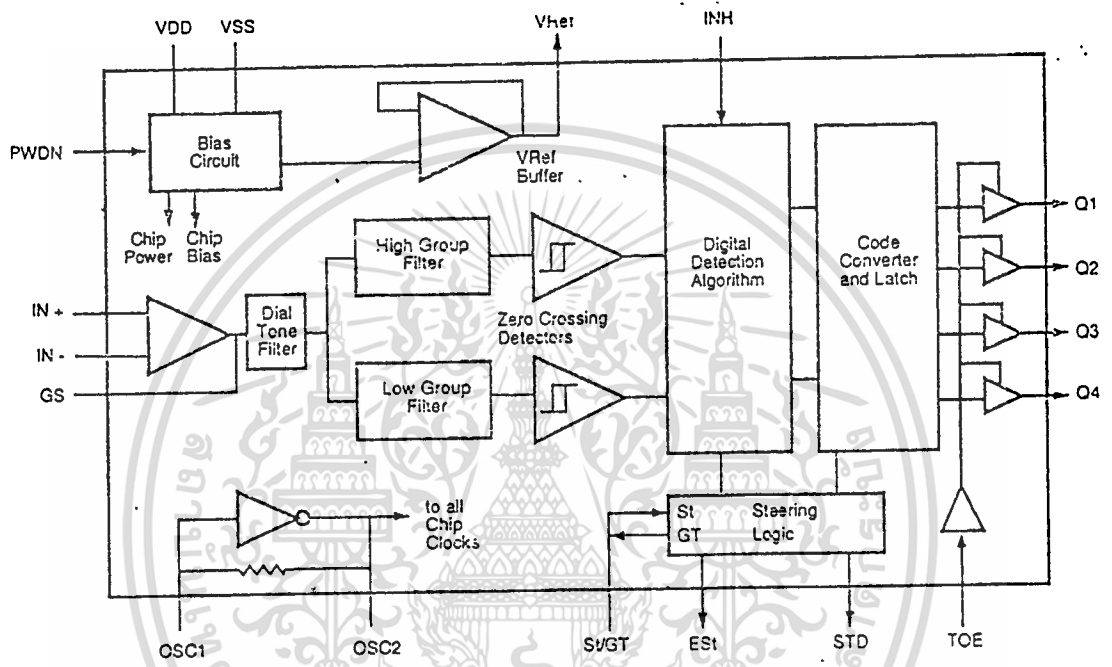 VDD
VSS
VRef
INH
PWDN
Bias
Circuit
VRef
Buffer
Chip
Power
Chip
Bias
High Group
Filter
Digital
Detection
Algorithm
Code
Converter
and Latch
Q1
Q2
Q3
Q4
IN +
IN -
GS
Dial
Tone
Filter
Zero Crossing
Detectors
Low Group
Filter
to all
Chip
Clocks
St
GT
Steering
Logic
OSC1
OSC2
St/GT
ESt
STD
TOE